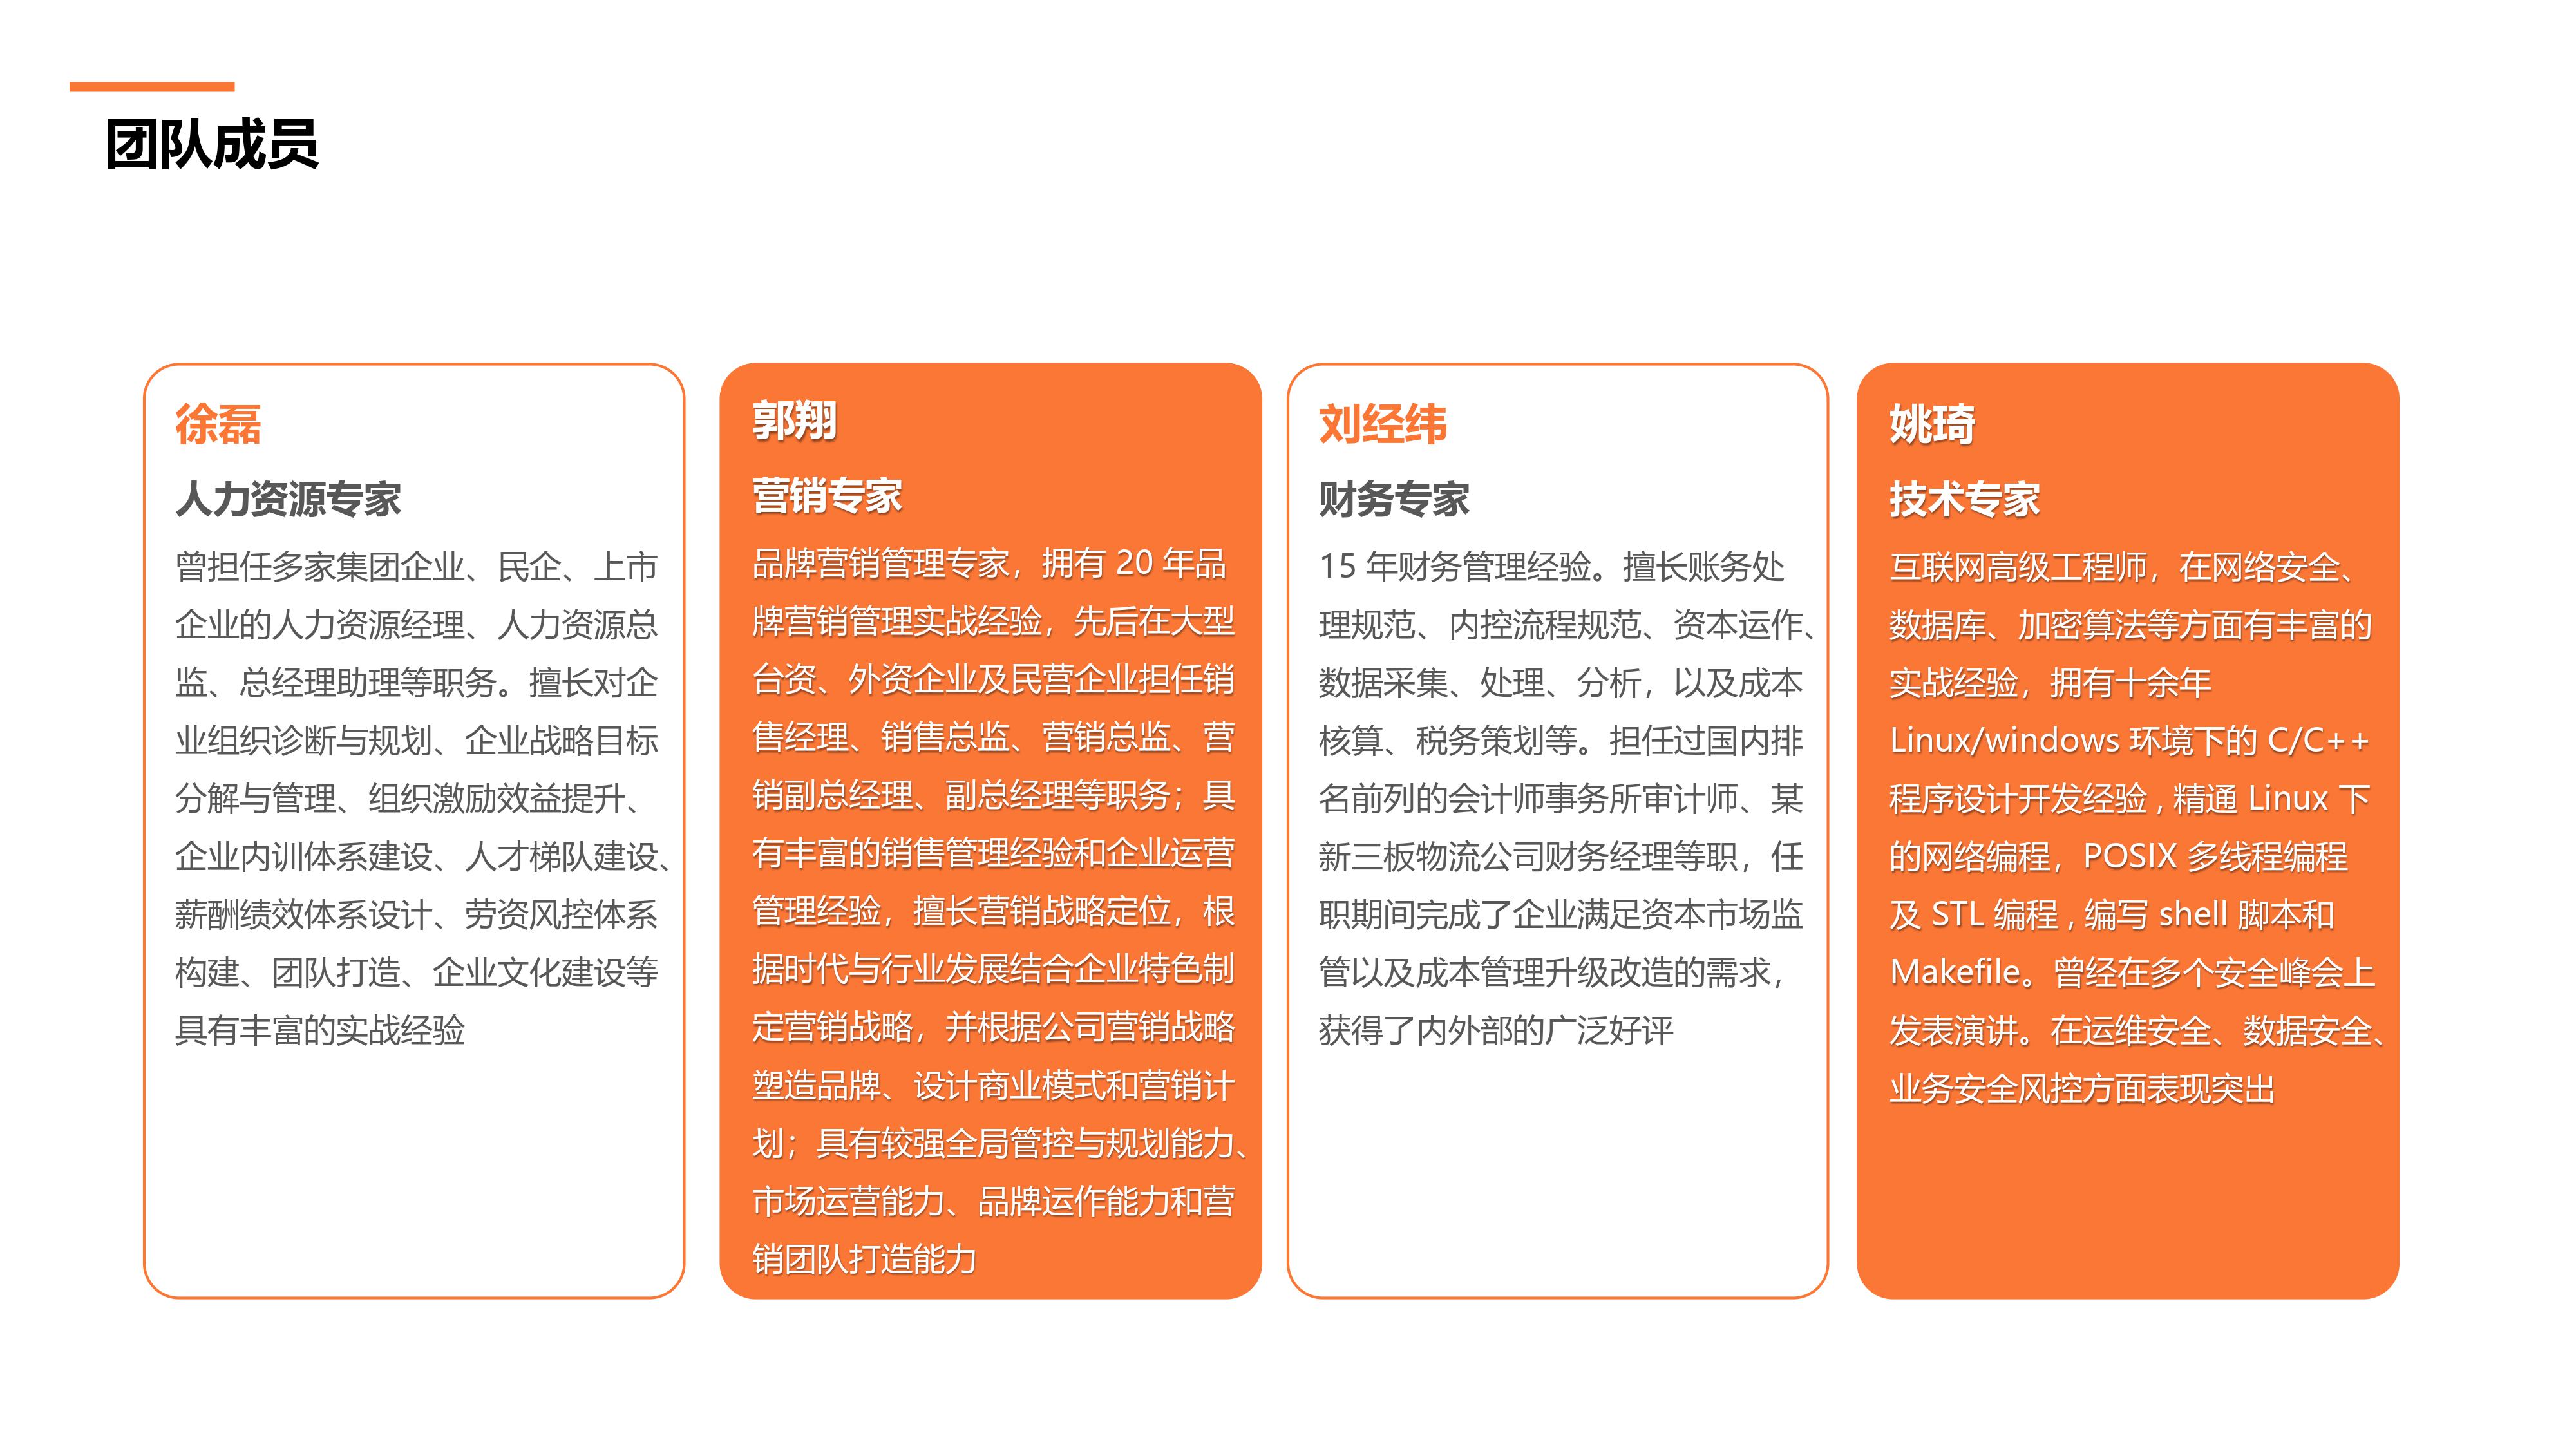 团队成员
徐磊
人力资源专家
曾担任多家集团企业、民企、上市
企业的人力资源经理、人力资源总
监、总经理助理等职务。擅长对企
业组织诊断与规划、企业战略目标
分解与管理、组织激励效益提升、
企业内训体系建设、人才梯队建设、
薪酬绩效体系设计、劳资风控体系
构建、团队打造、企业文化建设等
具有丰富的实战经验
郭翔
营销专家
品牌营销管理专家，拥有 20 年品
牌营销管理实战经验，先后在大型
台资、外资企业及民营企业担任销
售经理、销售总监、营销总监、营
销副总经理、副总经理等职务；具
有丰富的销售管理经验和企业运营
管理经验，擅长营销战略定位，根
据时代与行业发展结合企业特色制
定营销战略，并根据公司营销战略
塑造品牌、设计商业模式和营销计
划；具有较强全局管控与规划能力、
市场运营能力、品牌运作能力和营
销团队打造能力
刘经纬
财务专家
15 年财务管理经验。擅长账务处
理规范、内控流程规范、资本运作、
数据采集、处理、分析，以及成本
核算、税务策划等。担任过国内排
名前列的会计师事务所审计师、某
新三板物流公司财务经理等职，任
职期间完成了企业满足资本市场监
管以及成本管理升级改造的需求，
获得了内外部的广泛好评
姚琦
技术专家
互联网高级工程师，在网络安全、
数据库、加密算法等方面有丰富的
实战经验，拥有十余年
Linux/windows 环境下的 C/C++
程序设计开发经验 , 精通 Linux 下
的网络编程，POSIX 多线程编程
及 STL 编程 , 编写 shell 脚本和
Makefile。曾经在多个安全峰会上
发表演讲。在运维安全、数据安全、
业务安全风控方面表现突出